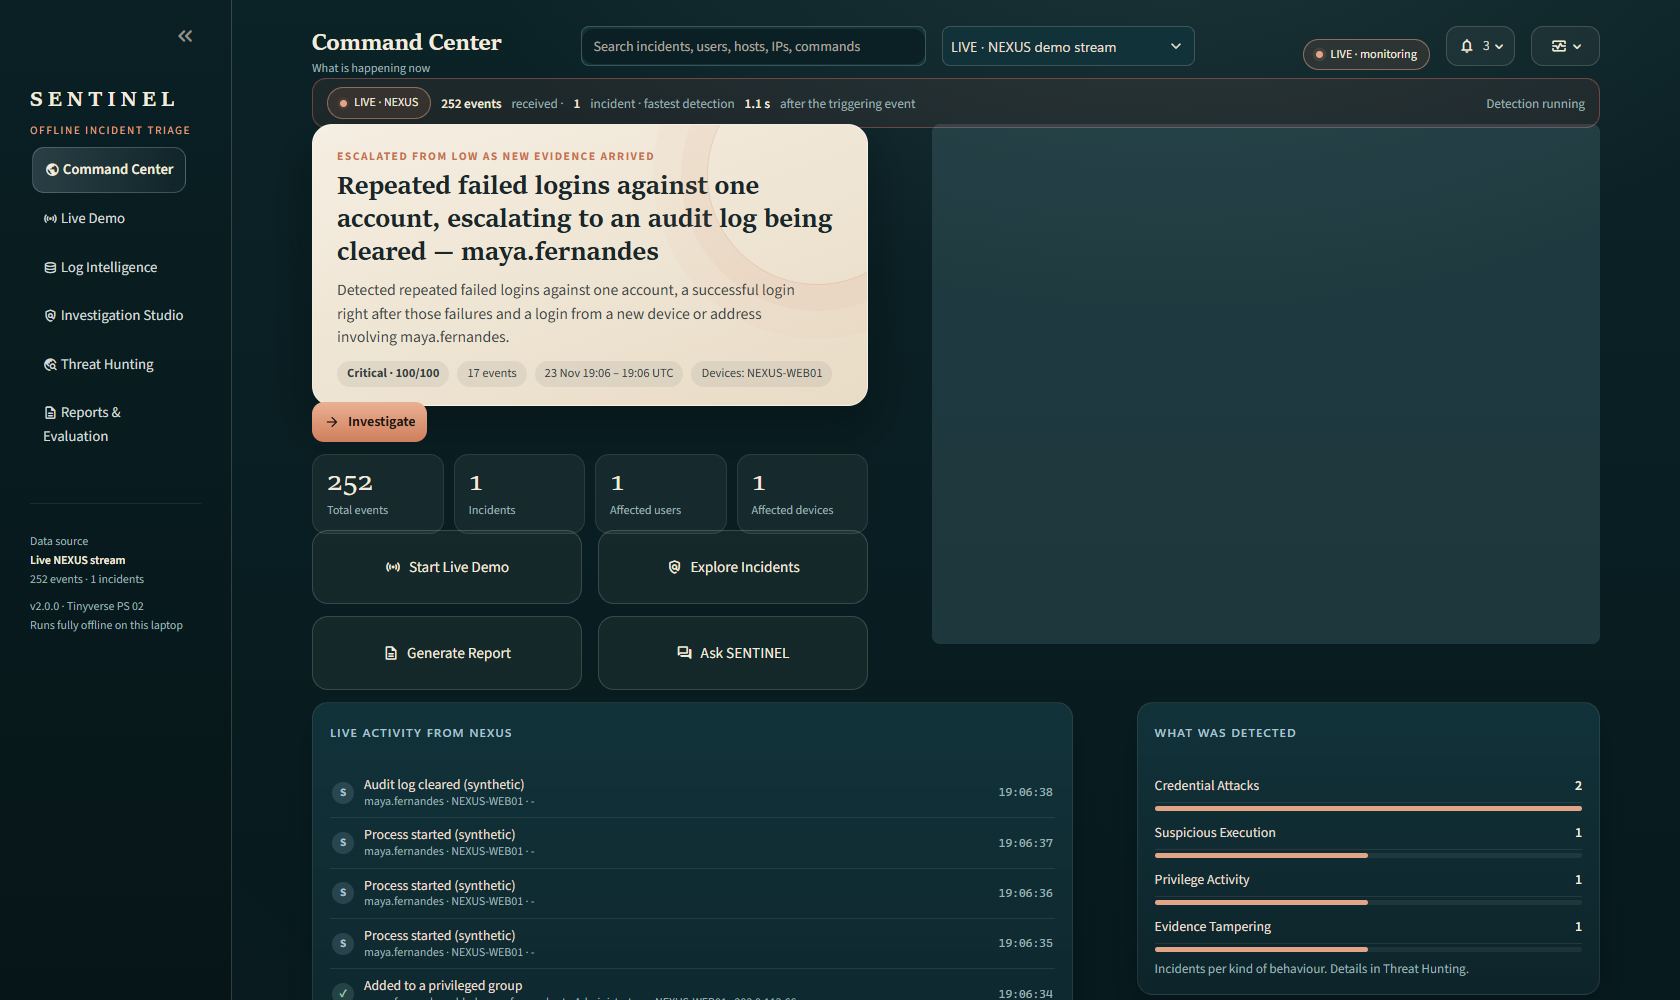 SENTINEL
OFFLINE INCIDENT TRIAGE
Command Center
Live Demo
Log Intelligence
Investigation Studio
Threat Hunting
Reports &
Evaluation
Data source
Live NEXUS stream
252 events · 1 incidents
v2.0.0 · Tinyverse PS 02
Runs fully offline on this laptop
Command Center
What is happening now
Search incidents, users, hosts, IPs, commands
LIVE · NEXUS demo stream
LIVE · monitoring
3
LIVE · NEXUS 252 events received · 1 incident · fastest detection 1.1 s after the triggering event Detection running
ESCALATED FROM LOW AS NEW EVIDENCE ARRIVED
Repeated failed logins against one
account, escalating to an audit log being
cleared — maya.fernandes
Detected repeated failed logins against one account, a successful login
right after those failures and a login from a new device or address
involving maya.fernandes.
Critical · 100/100 17 events 23 Nov 19:06 – 19:06 UTC Devices: NEXUS-WEB01
Investigate
252
Total events
1
Incidents
1
Affected users
1
Affected devices
Start Live Demo
Explore Incidents
Generate Report
Ask SENTINEL
LIVE ACTIVITY FROM NEXUS
S Audit log cleared (synthetic) 19:06:38
maya.fernandes · NEXUS-WEB01 · -
S Process started (synthetic) 19:06:37
maya.fernandes · NEXUS-WEB01 · -
S Process started (synthetic) 19:06:36
maya.fernandes · NEXUS-WEB01 · -
S Process started (synthetic) 19:06:35
maya.fernandes · NEXUS-WEB01 · -
Added to a privileged group 19:06:34
WHAT WAS DETECTED
Credential Attacks 2
Suspicious Execution 1
Privilege Activity 1
Evidence Tampering 1
Incidents per kind of behaviour. Details in Threat Hunting.